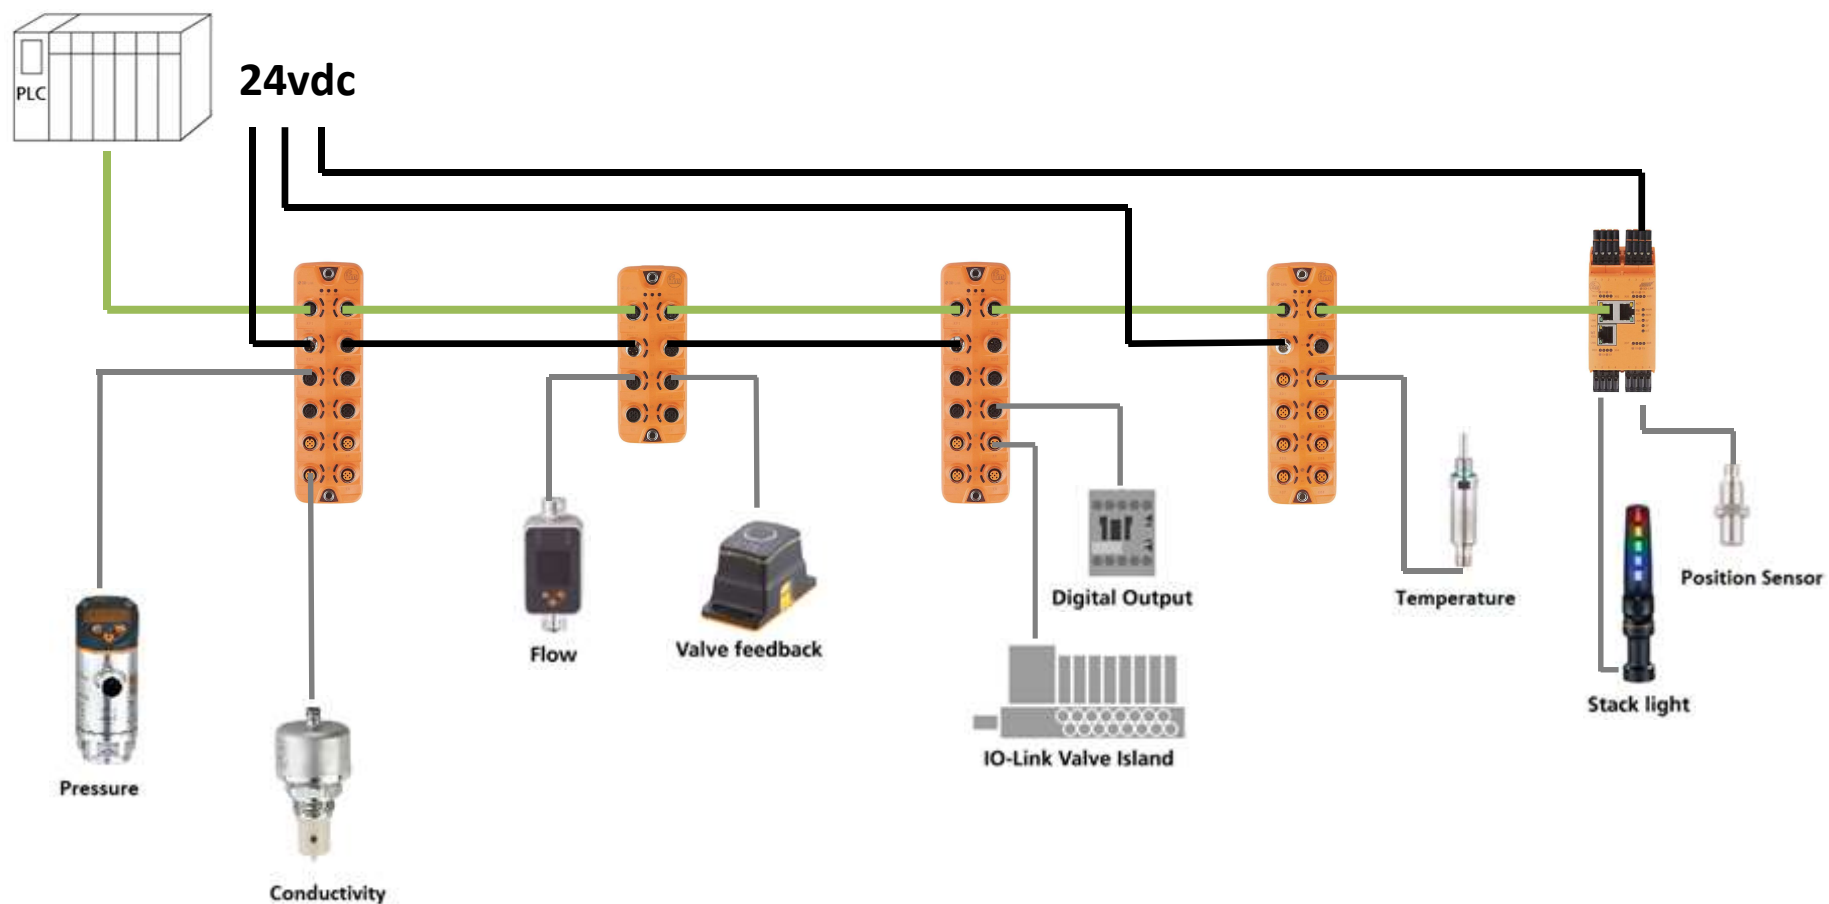 PLC
24vdc
Digital Output
Temperature
Position Sensor
Flow
Valve feedback
Stack light
IO-Link Valve Island
Pressure
Conductivity